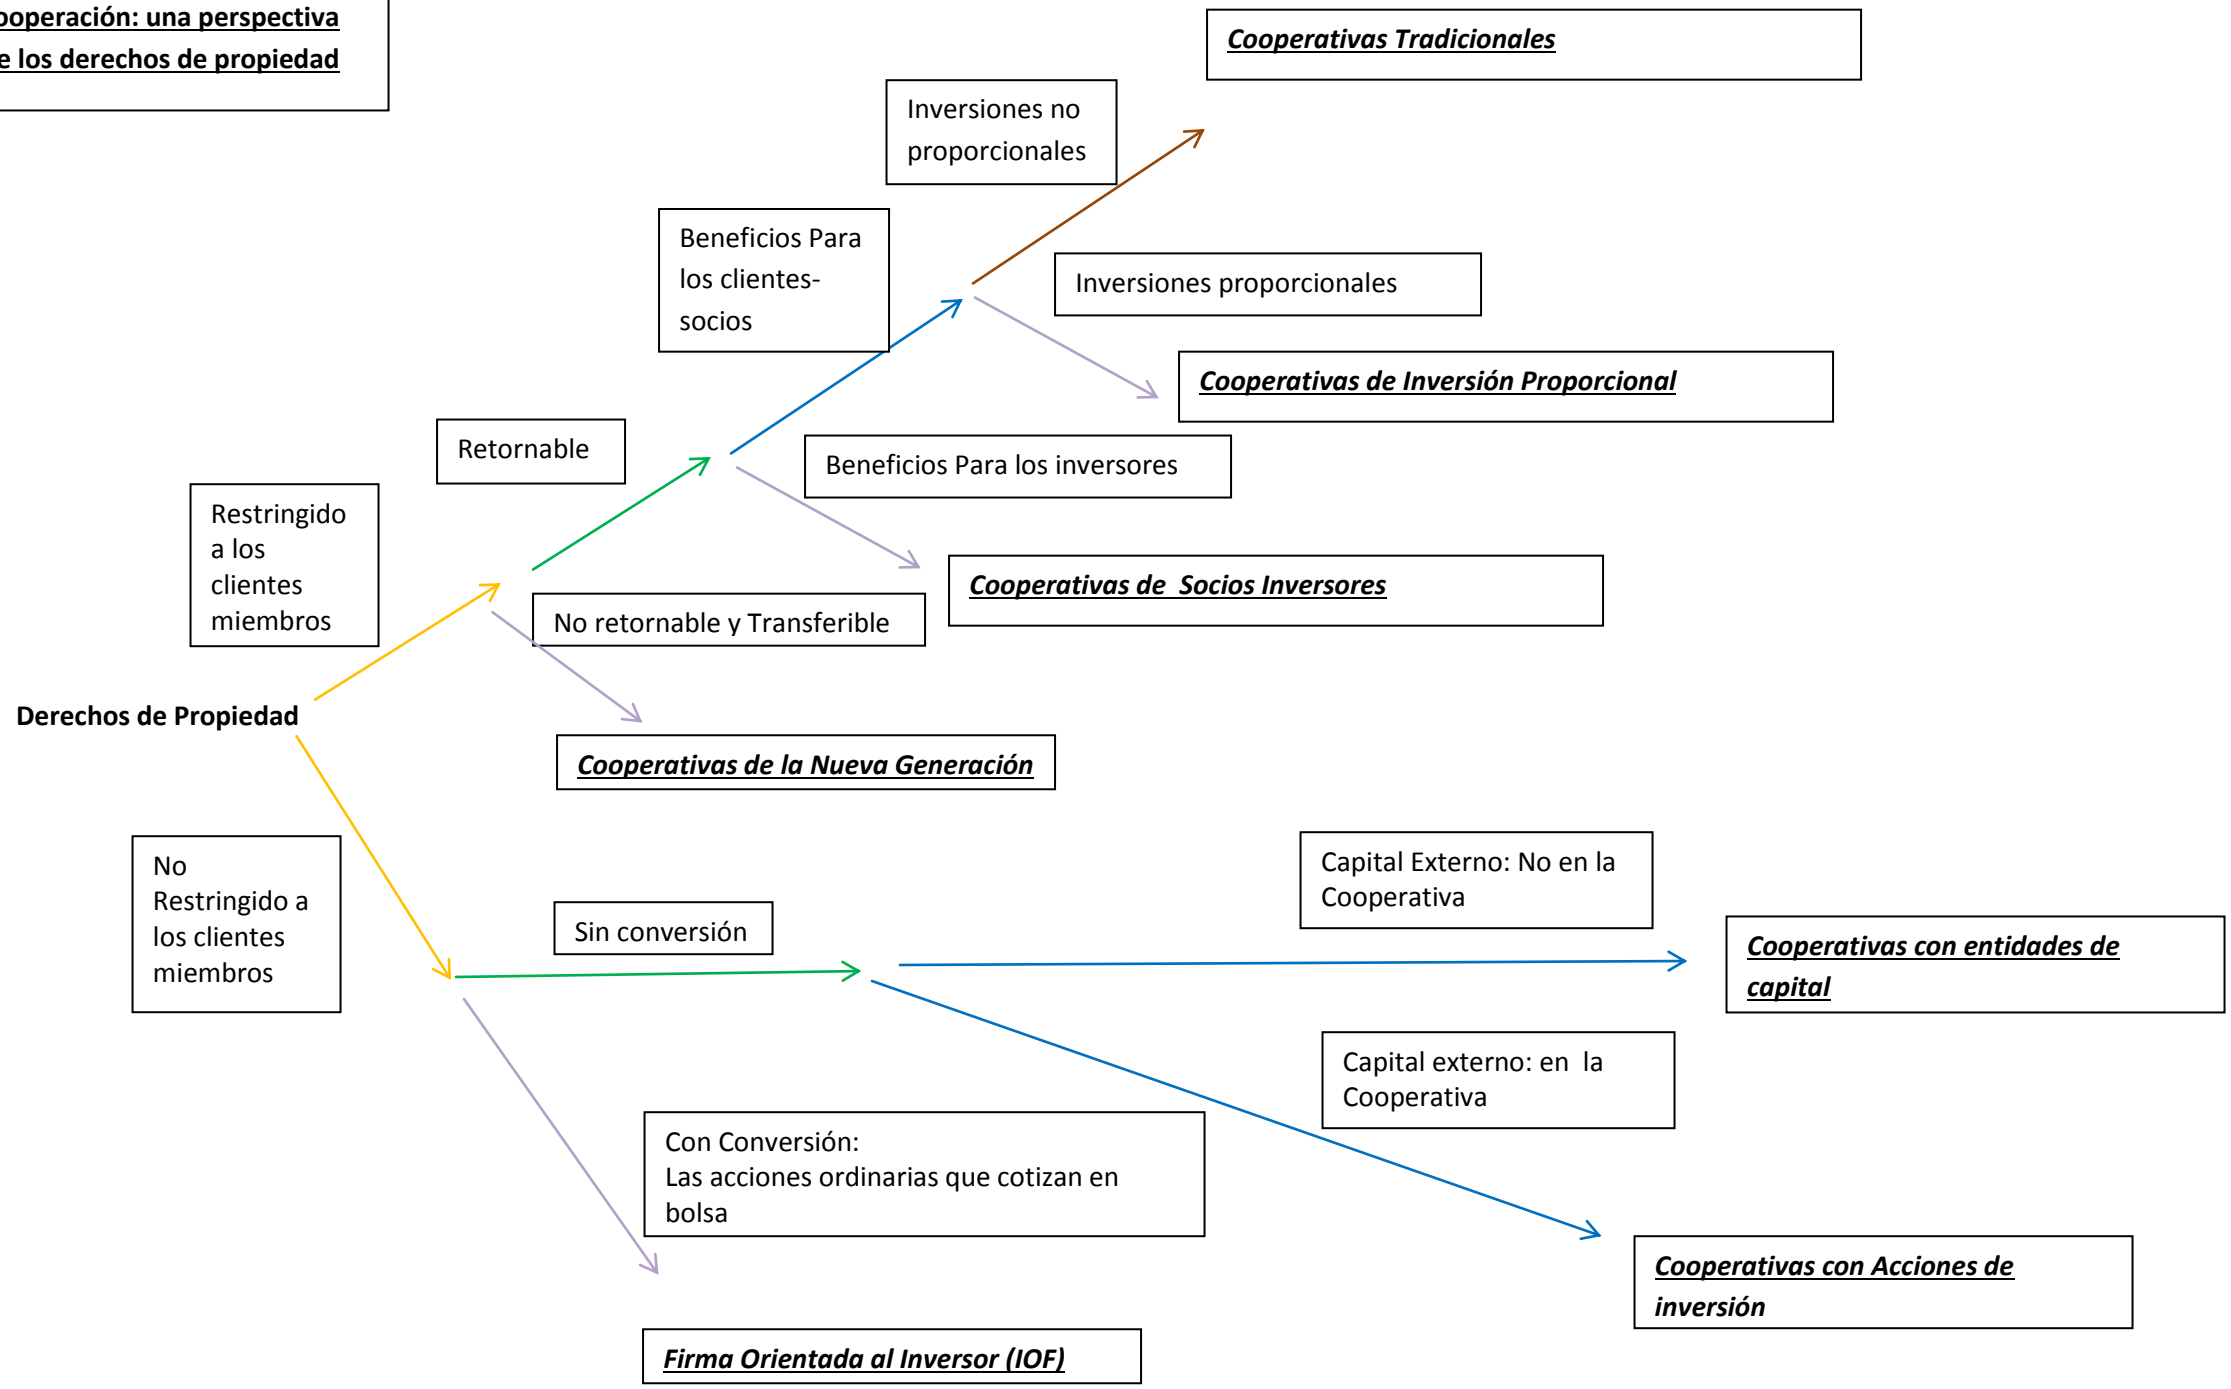 ooperación: una perspectiva
e los derechos de propiedad
Cooperativas Tradicionales
Inversiones no
proporcionales
Beneficios Para
los clientes-
socios
Inversiones proporcionales
Cooperativas de Inversión Proporcional
Retornable
Beneficios Para los inversores
Restringido
a los
clientes
miembros
Cooperativas de  Socios Inversores
No retornable y Transferible
Derechos de Propiedad
Cooperativas de la Nueva Generación
No
Restringido a
los clientes
miembros
Sin conversión
Capital Externo: No en la
Cooperativa
Cooperativas con entidades de
capital
Capital externo: en  la
Cooperativa
Con Conversión:
Las acciones ordinarias que cotizan en
bolsa
Cooperativas con Acciones de
inversión
Firma Orientada al Inversor (IOF)